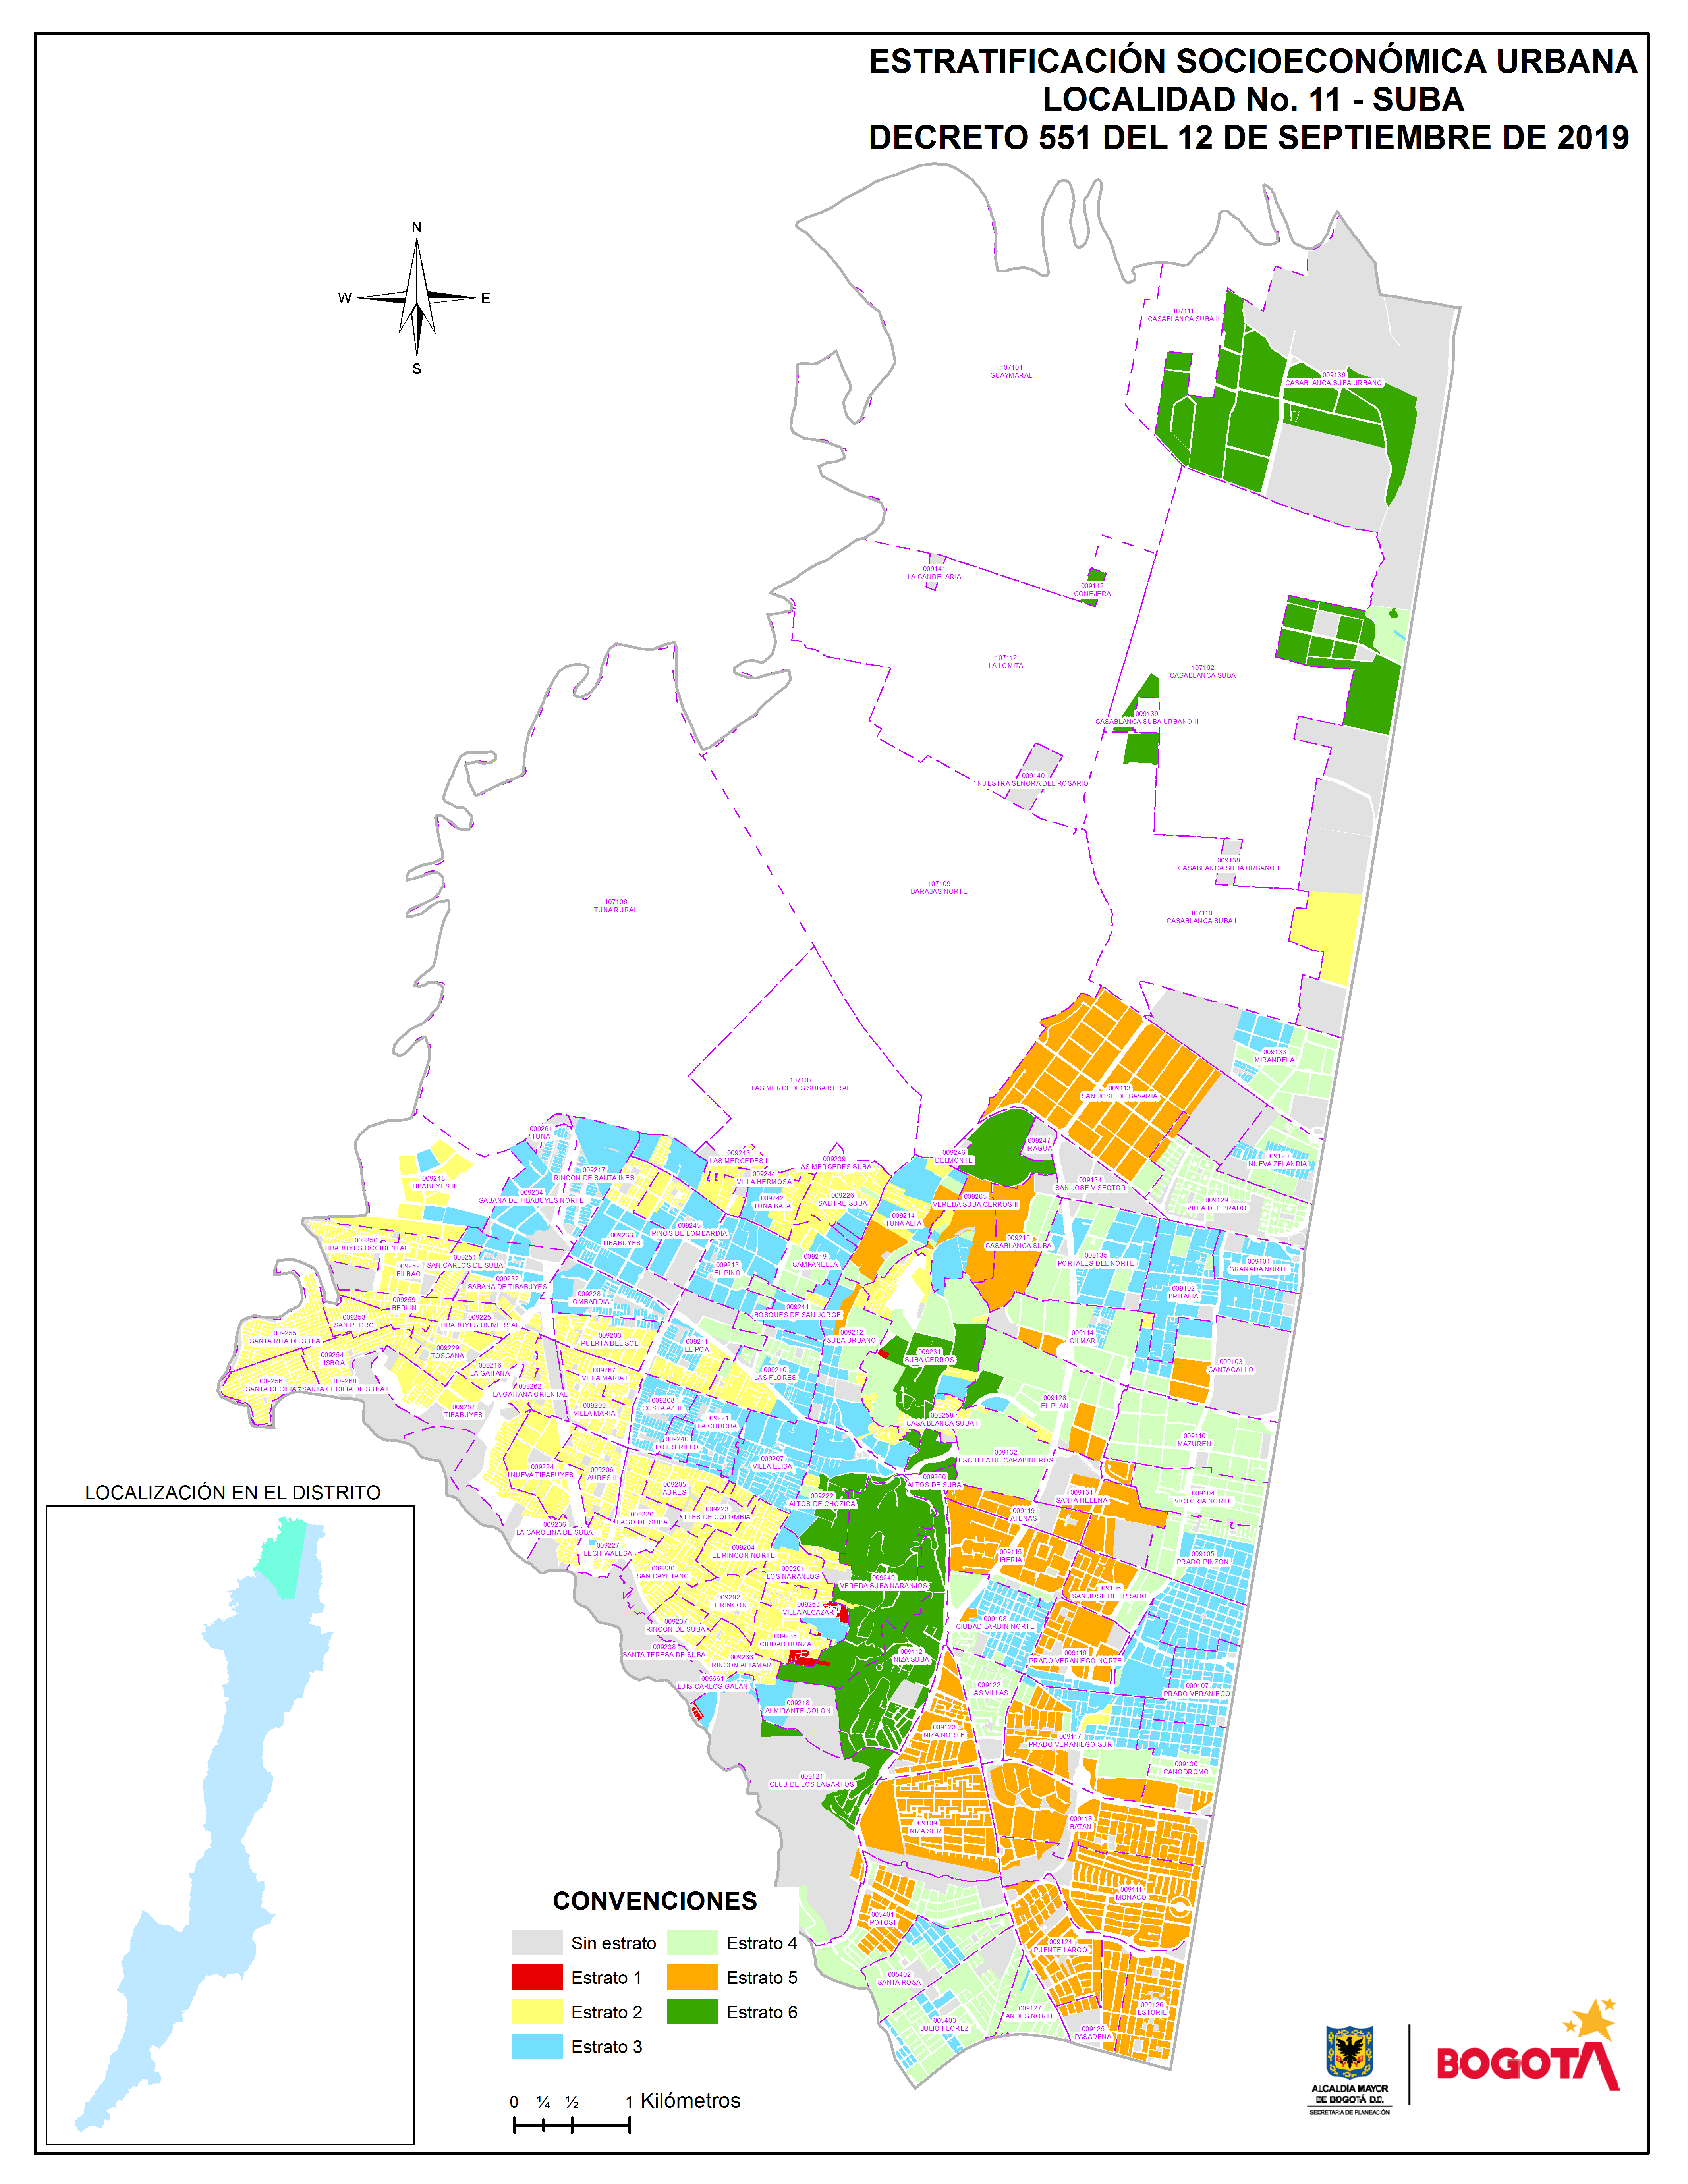 ESTRATIFICACIÓN SOCIOECONÓMICA URBANA
LOCALIDAD No. 11 - SUBA
DECRETO 551 DEL 12 DE SEPTIEMBRE DE 2019
N
W
E
S
107111
CASABLANCA SUBA II
107101
GUAYMARAL
009136
CASABLANCA SUBA URBANO
009141
LA CANDELARIA
009142
CONEJERA
107112
LA LOMITA
107102
CASABLANCA SUBA
009139
CASABLANCA SUBA URBANO II
009140
NUESTRA SENORA DEL ROSARIO
009138
CASABLANCA SUBA URBANO I
107109
BARAJAS NORTE
107106
TUNA RURAL
107110
CASABLANCA SUBA I
009133
MIRANDELA
107107
LAS MERCEDES SUBA RURAL
009113
SAN JOSE DE BAVARIA
009261
TUNA
009247
IRAGUA
009243
LAS MERCEDES I
009239
LAS MERCEDES SUBA
009246
DELMONTE
009120
NUEVA ZELANDIA
009217
RINCON DE SANTA INES
009244
VILLA HERMOSA
009248
TIBABUYES II
009134
SAN JOSE V SECTOR
009234
SABANA DE TIBABUYES NORTE
009242
TUNA BAJA
009226
SALITRE SUBA
009265
VEREDA SUBA CERROS II
009129
VILLA DEL PRADO
009214
TUNA ALTA
009245
PINOS DE LOMBARDIA
009233
TIBABUYES
009215
CASABLANCA SUBA
009250
TIBABUYES OCCIDENTAL
009251
SAN CARLOS DE SUBA
009219
CAMPANELLA
009135
PORTALES DEL NORTE
009101
GRANADA NORTE
009252
BILBAO
009213
EL PINO
009232
SABANA DE TIBABUYES
009102
BRITALIA
009228
LOMBARDIA
009259
BERLIN
009241
BOSQUES DE SAN JORGE
009253
SAN PEDRO
009225
TIBABUYES UNIVERSAL
009255
SANTA RITA DE SUBA
009203
PUERTA DEL SOL
009212
SUBA URBANO
009114
GILMAR
009211
EL POA
009229
TOSCANA
009231
SUBA CERROS
009254
LISBOA
009216
LA GAITANA
009267
VILLA MARIA I
009210
LAS FLORES
009103
CANTAGALLO
009256
SANTA CECILIA
009268
SANTA CECILIA DE SUBA I
009262
LA GAITANA ORIENTAL
009128
EL PLAN
009257
TIBABUYES
009209
VILLA MARIA
009208
COSTA AZUL
009221
LA CHUCUA
009258
CASA BLANCA SUBA I
009240
POTRERILLO
009110
MAZUREN
009207
VILLA ELISA
009132
ESCUELA DE CARABINEROS
009224
NUEVA TIBABUYES
009206
AURES II
009260
ALTOS DE SUBA
009205
AURES
009222
ALTOS DE CHOZICA
009131
SANTA HELENA
009104
VICTORIA NORTE
LOCALIZACIÓN EN EL DISTRITO
009220
LAGO DE SUBA
009223
TTES DE COLOMBIA
009119
ATENAS
009236
LA CAROLINA DE SUBA
009227
LECH WALESA
009204
EL RINCON NORTE
009115
IBERIA
009105
PRADO PINZON
009230
SAN CAYETANO
009201
LOS NARANJOS
009249
VEREDA SUBA NARANJOS
009106
SAN JOSE DEL PRADO
009202
EL RINCON
009263
VILLA ALCAZAR
009237
RINCON DE SUBA
009108
CIUDAD JARDIN NORTE
009235
CIUDAD HUNZA
009238
SANTA TERESA DE SUBA
009112
NIZA SUBA
009116
PRADO VERANIEGO NORTE
009266
RINCON ALTAMAR
005661
LUIS CARLOS GALAN
009122
LAS VILLAS
009107
PRADO VERANIEGO
009218
ALMIRANTE COLON
009123
NIZA NORTE
009117
PRADO VERANIEGO SUR
009130
CANODROMO
009121
CLUB DE LOS LAGARTOS
009109
NIZA SUR
009118
BATAN
009111
MONACO
005401
POTOSI
009124
PUENTE LARGO
005402
SANTA ROSA
009127
ANDES NORTE
009126
ESTORIL
005403
JULIO FLOREZ
009125
PASADENA
CONVENCIONES
Sin estrato
Estrato 4
Estrato 1
Estrato 5
Estrato 2
Estrato 6
Estrato 3
0 ¼ ½ 1 Kilómetros
ALCALDÍA MAYOR
DE BOGOTÁ D.C.
SECRETARÍA DE PLANEACIÓN
BOGOTÁ